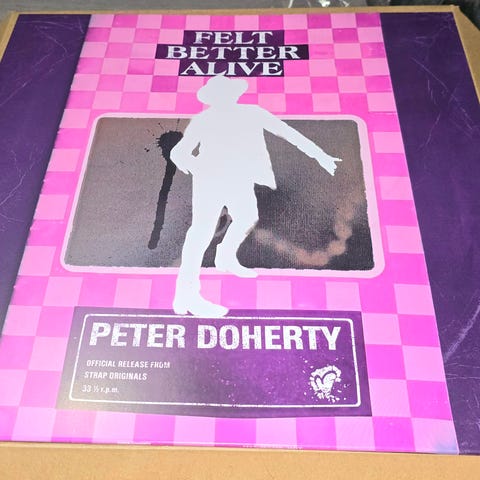 FELT
BETTER
ALIVE
PETER DOHERTY
OFFICIAL RELEASE FROM
STRAP ORIGINALS
33 ⅓ r.p.m.